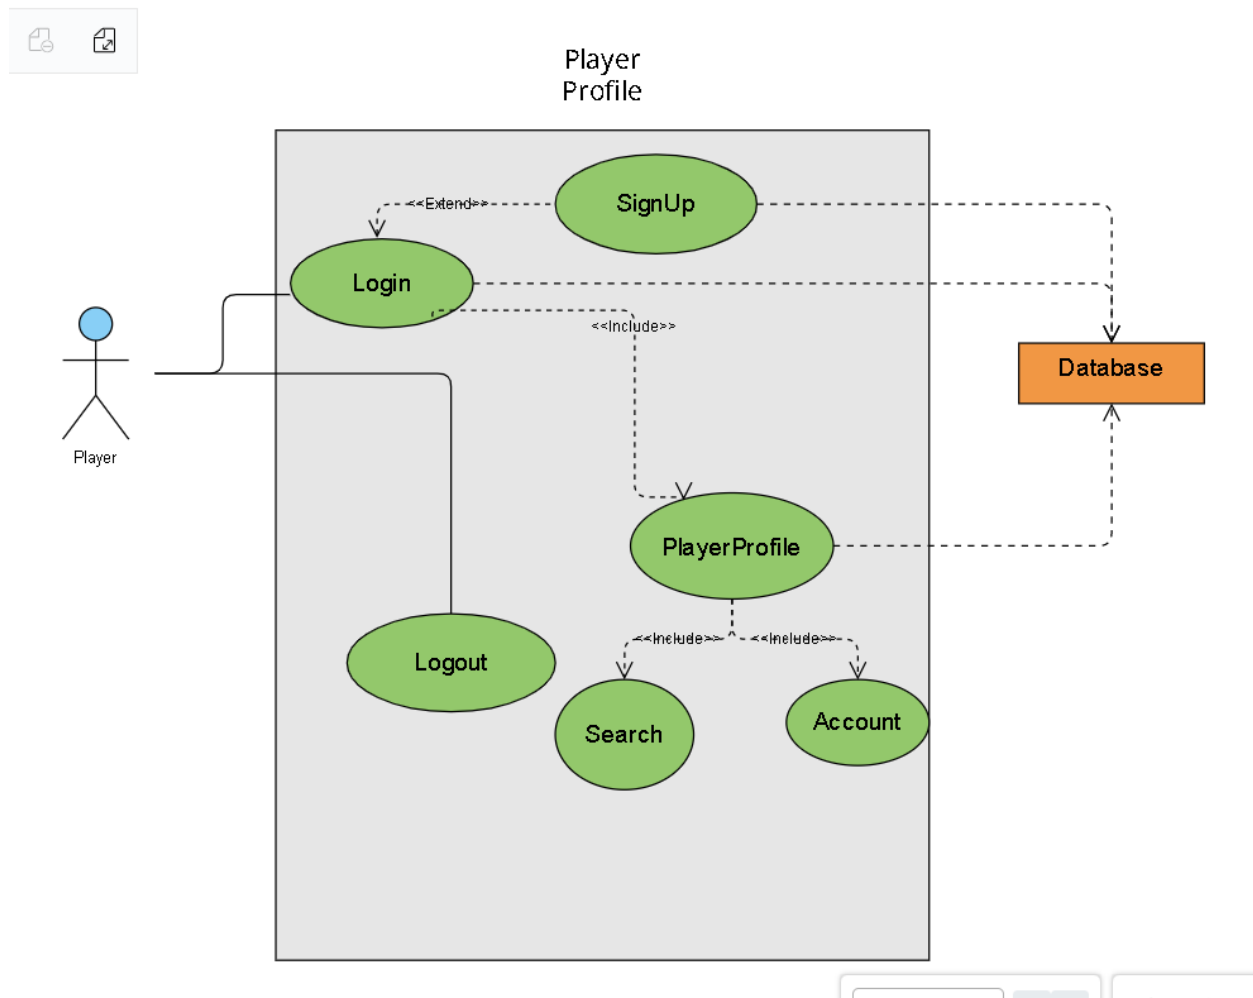 Player
Profile
SignUp
<<Extend>>
Login
<<Include>>
Database
Player
PlayerProfile
<<Include>>
<<Include>>
Logout
Search
Account